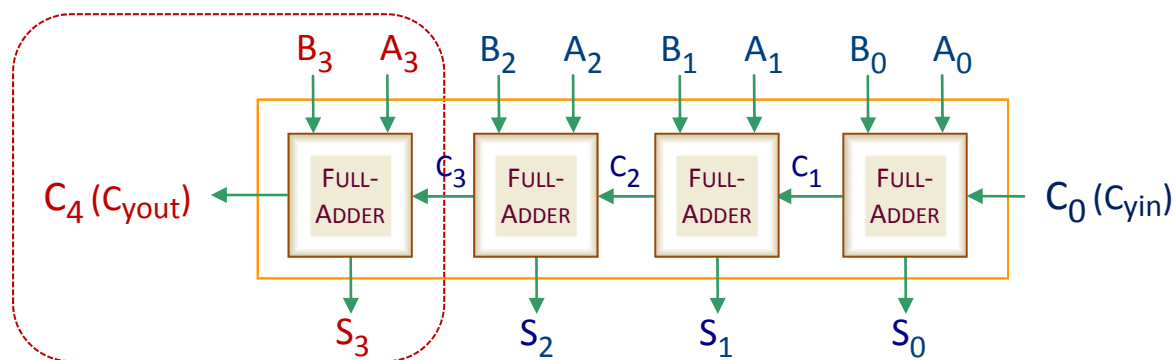 B3 A3 B2 A2 B1 A1 B0 A0
C3 C2 C1
FULL-ADDER FULL-ADDER FULL-ADDER FULL-ADDER
C4 (Cyout) C0 (Cyin)
S3 S2 S1 S0